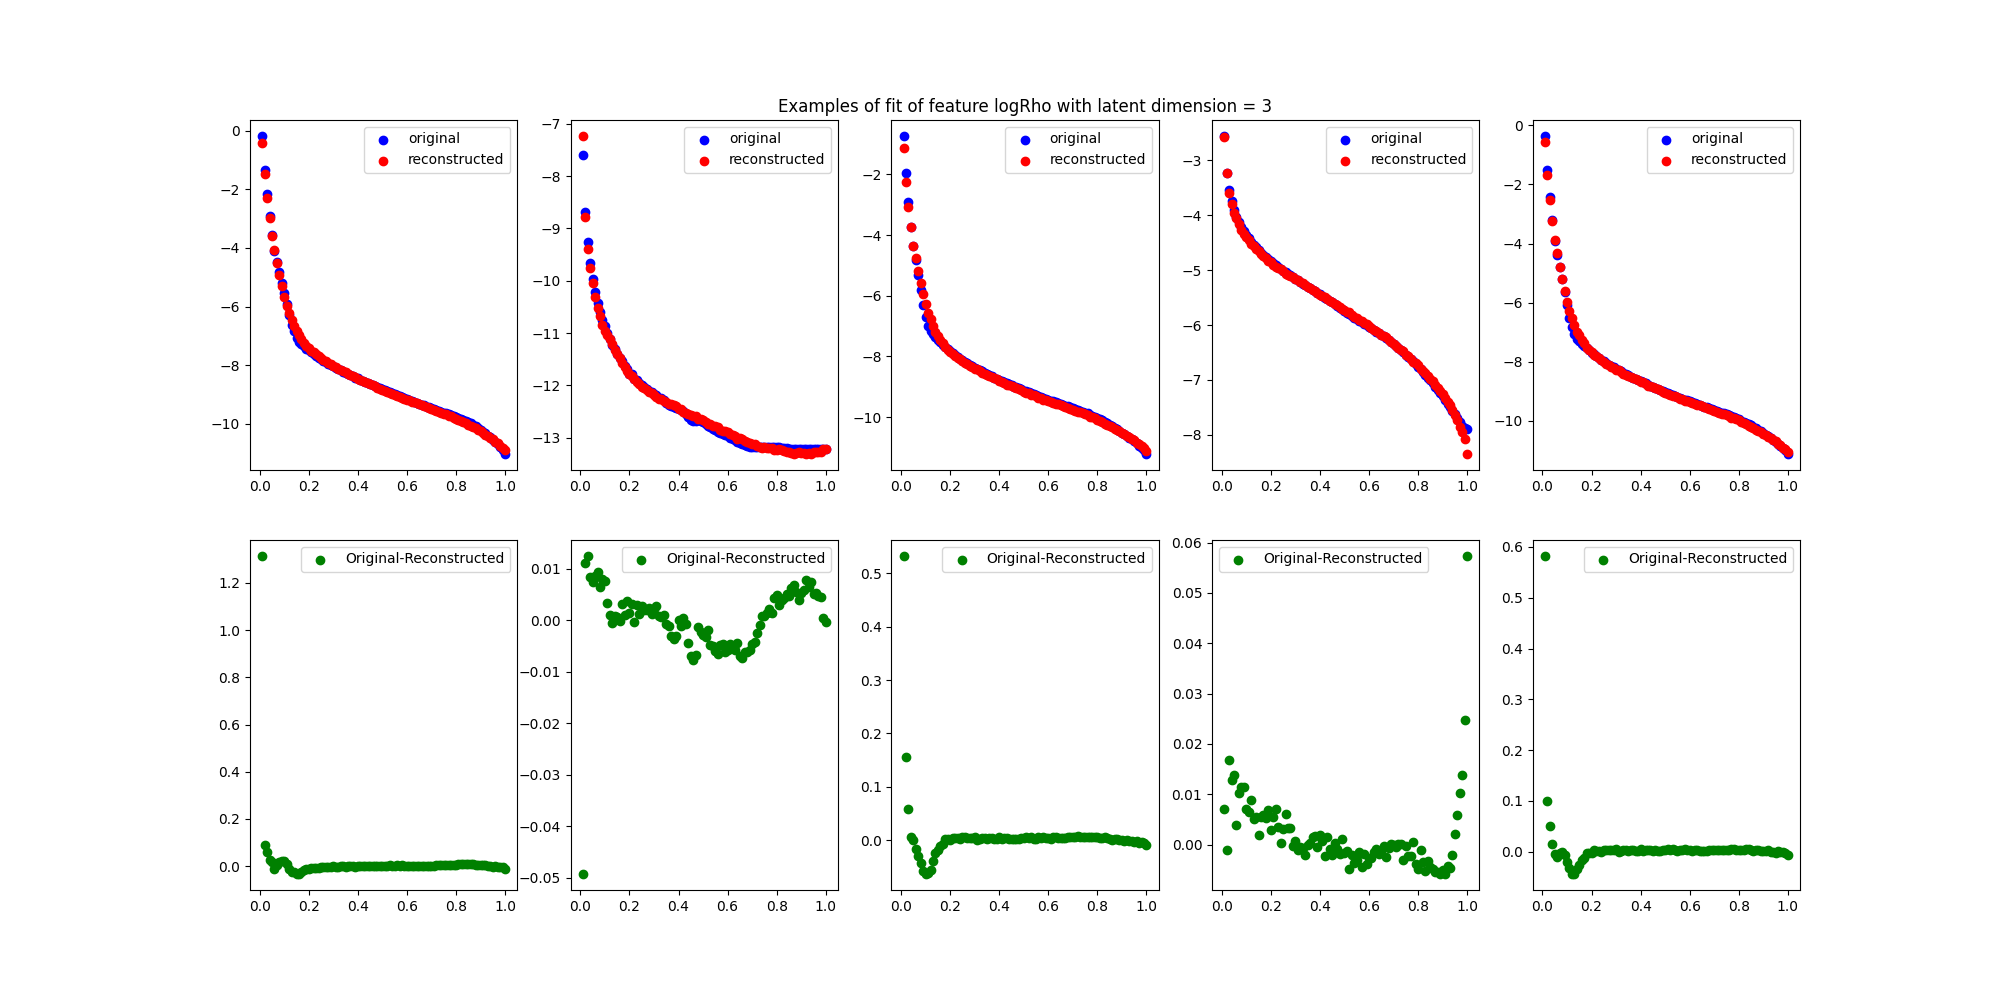 Examples of fit of feature logRho with latent dimension = 3
original
reconstructed
0
−2
−4
−6
−8
−10
0.0 0.2 0.4 0.6 0.8 1.0
original
reconstructed
−7
−8
−9
−10
−11
−12
−13
0.0 0.2 0.4 0.6 0.8 1.0
original
reconstructed
−2
−4
−6
−8
−10
0.0 0.2 0.4 0.6 0.8 1.0
original
reconstructed
−3
−4
−5
−6
−7
−8
0.0 0.2 0.4 0.6 0.8 1.0
original
reconstructed
0
−2
−4
−6
−8
−10
0.0 0.2 0.4 0.6 0.8 1.0
Original-Reconstructed
1.2
1.0
0.8
0.6
0.4
0.2
0.0
0.0 0.2 0.4 0.6 0.8 1.0
Original-Reconstructed
0.01
0.00
−0.01
−0.02
−0.03
−0.04
−0.05
0.0 0.2 0.4 0.6 0.8 1.0
Original-Reconstructed
0.5
0.4
0.3
0.2
0.1
0.0
0.0 0.2 0.4 0.6 0.8 1.0
Original-Reconstructed
0.06
0.05
0.04
0.03
0.02
0.01
0.00
0.0 0.2 0.4 0.6 0.8 1.0
Original-Reconstructed
0.6
0.5
0.4
0.3
0.2
0.1
0.0
0.0 0.2 0.4 0.6 0.8 1.0